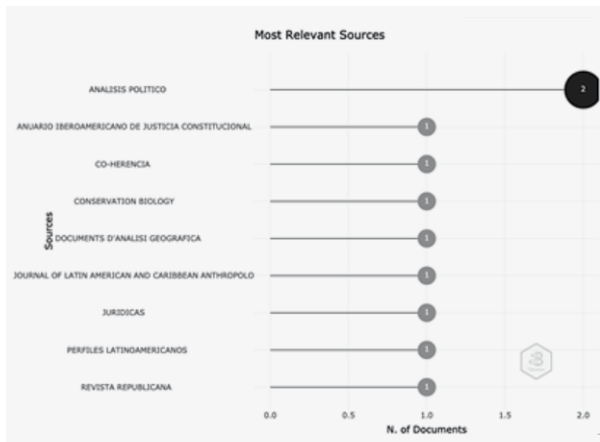 Most Relevant Sources
ANALISIS POLITICO
2
ANUARIO IBEROAMERICANO DE JUSTICIA CONSTITUCIONAL
1
CO-HERENCIA
1
CONSERVATION BIOLOGY
1
Sources
DOCUMENTS D'ANALISI GEOGRAFICA
1
JOURNAL OF LATIN AMERICAN AND CARIBBEAN ANTHROPOLO
1
JURIDICAS
1
PERFILES LATINOAMERICANOS
1
REVISTA REPUBLICANA
1
0.0 0.5 1.0 1.5 2.0
N. of Documents